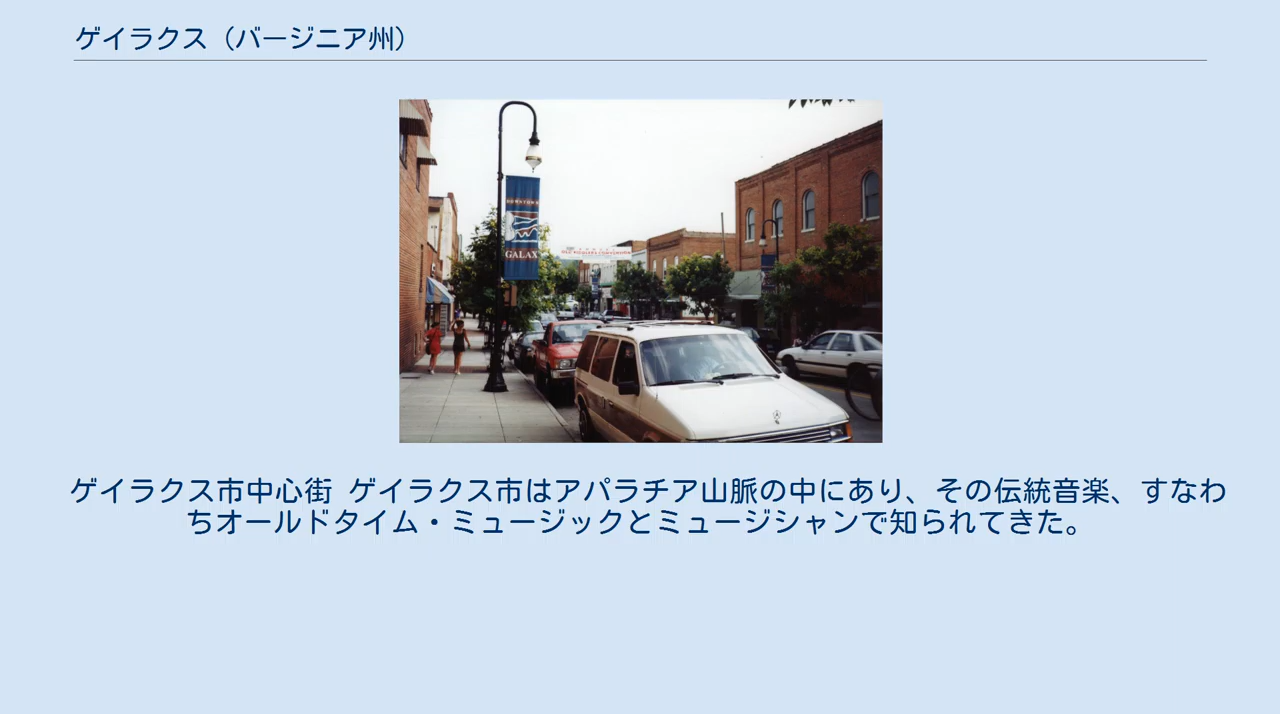 ゲイラクス（バージニア州）
DOWNTOWN
GALAX
OLD FIDDLERS CONVENTION
ゲイラクス市中心街 ゲイラクス市はアパラチア山脈の中にあり、その伝統音楽、すなわ
ちオールドタイム・ミュージックとミュージシャンで知られてきた。